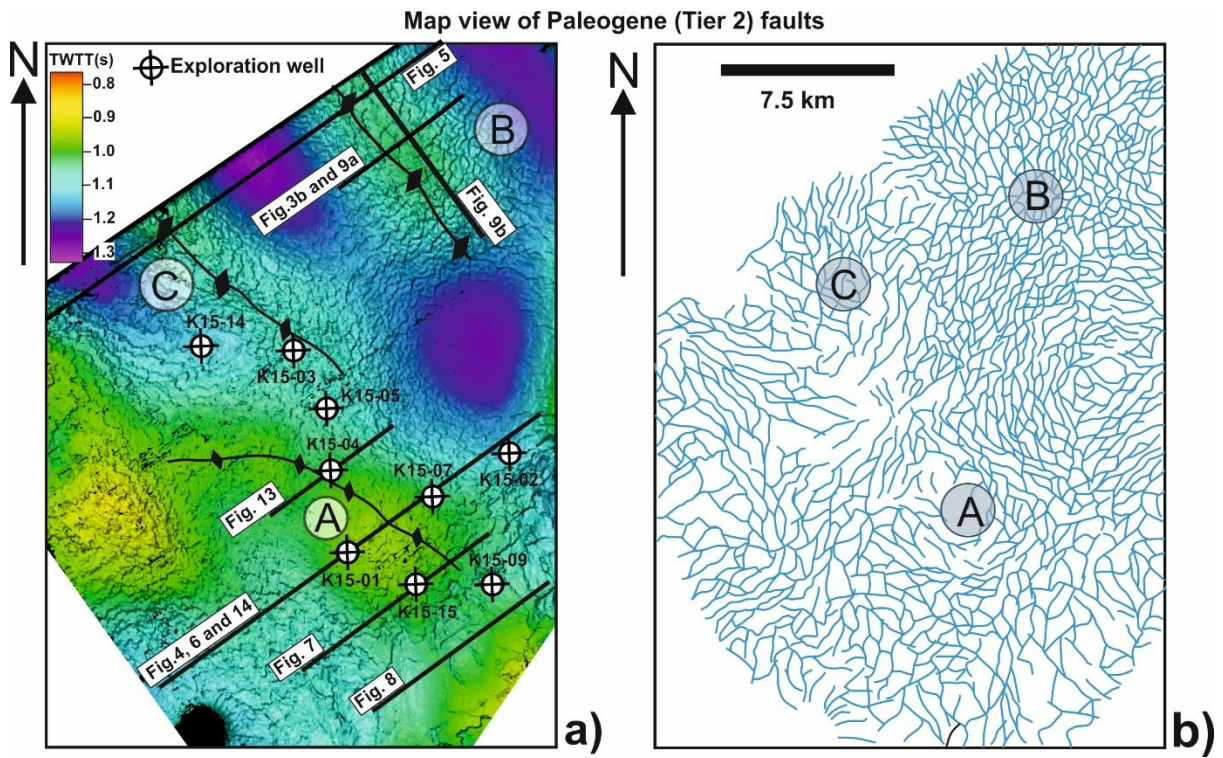 Map view of Paleogene (Tier 2) faults
N
TWTT(s)
0.8
0.9
1.0
1.1
1.2
1.3
Exploration well
Fig. 5
B
Fig.3b and 9a
Fig. 9b
C
K15-14
K15-03
K15-05
K15-04
K15-07
K15-02
Fig. 13
A
K15-01
K15-09
K15-15
Fig.4, 6 and 14
Fig. 7
Fig. 8
a)
N
7.5 km
B
C
A
b)